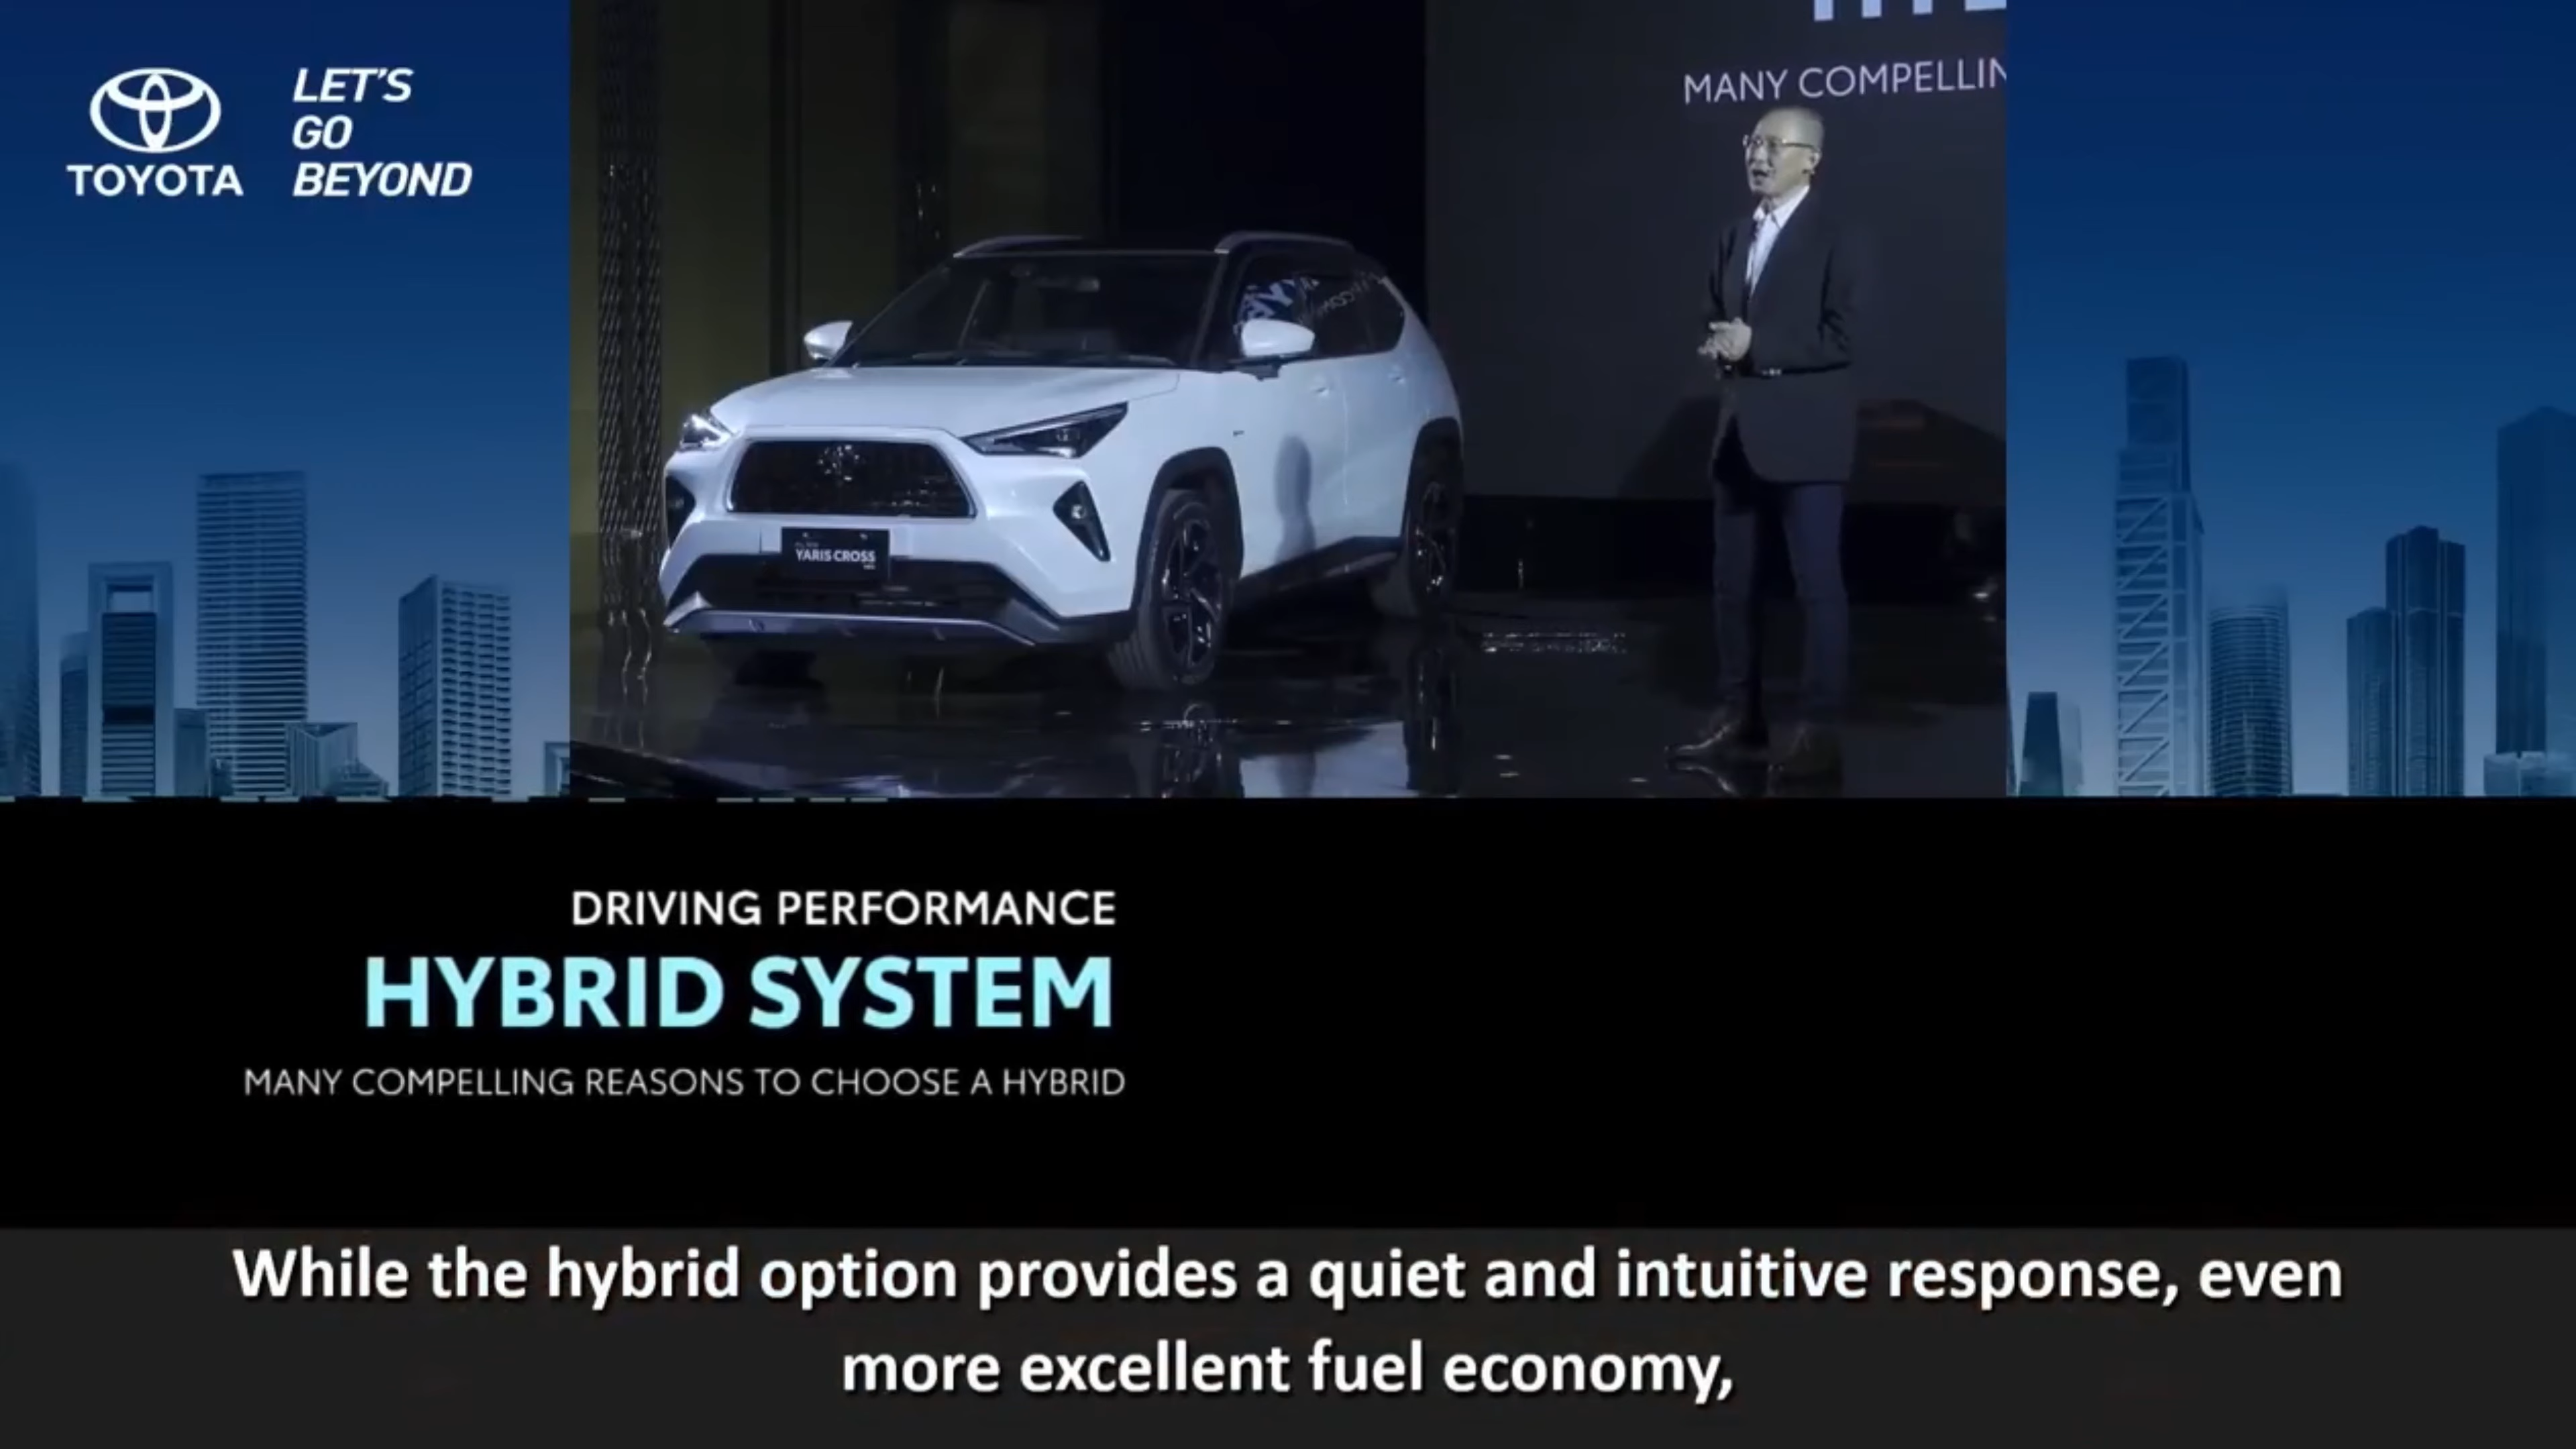 TOYOTA
LET'S
GO
BEYOND
MANY COMPELLIN
YARIS CROSS
DRIVING PERFORMANCE
HYBRID SYSTEM
MANY COMPELLING REASONS TO CHOOSE A HYBRID
While the hybrid option provides a quiet and intuitive response, even
more excellent fuel economy,